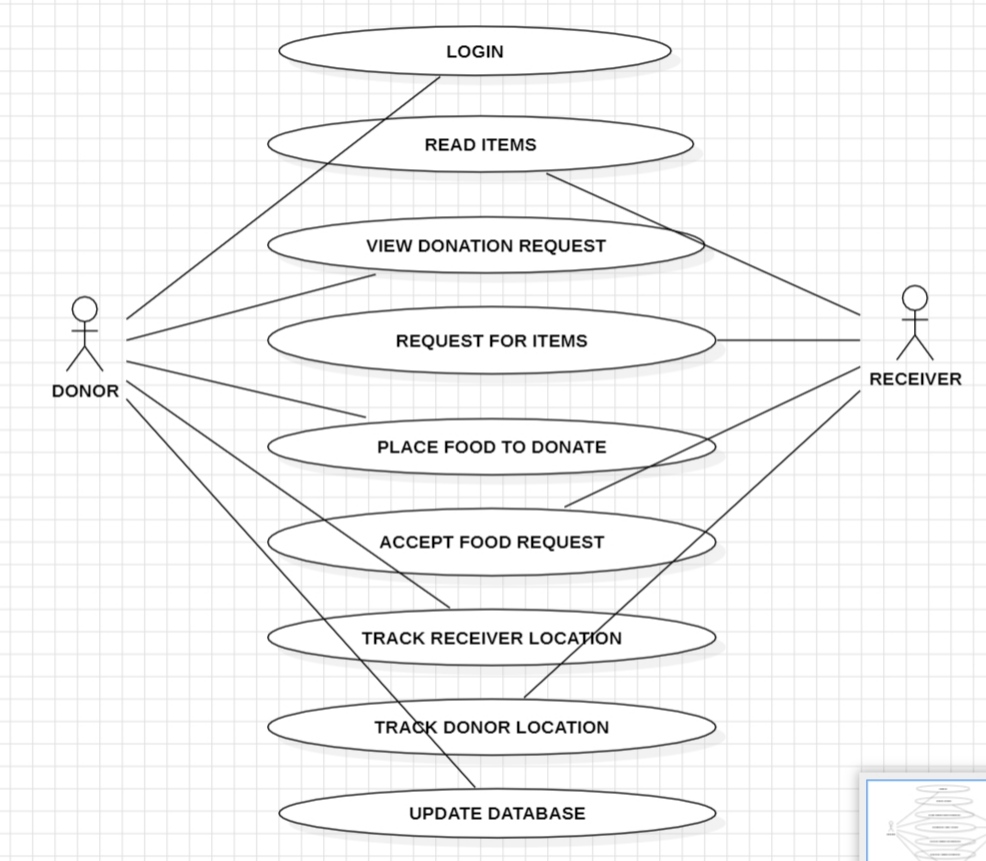 LOGIN
READ ITEMS
VIEW DONATION REQUEST
REQUEST FOR ITEMS
DONOR
RECEIVER
PLACE FOOD TO DONATE
ACCEPT FOOD REQUEST
TRACK RECEIVER LOCATION
TRACK DONOR LOCATION
UPDATE DATABASE